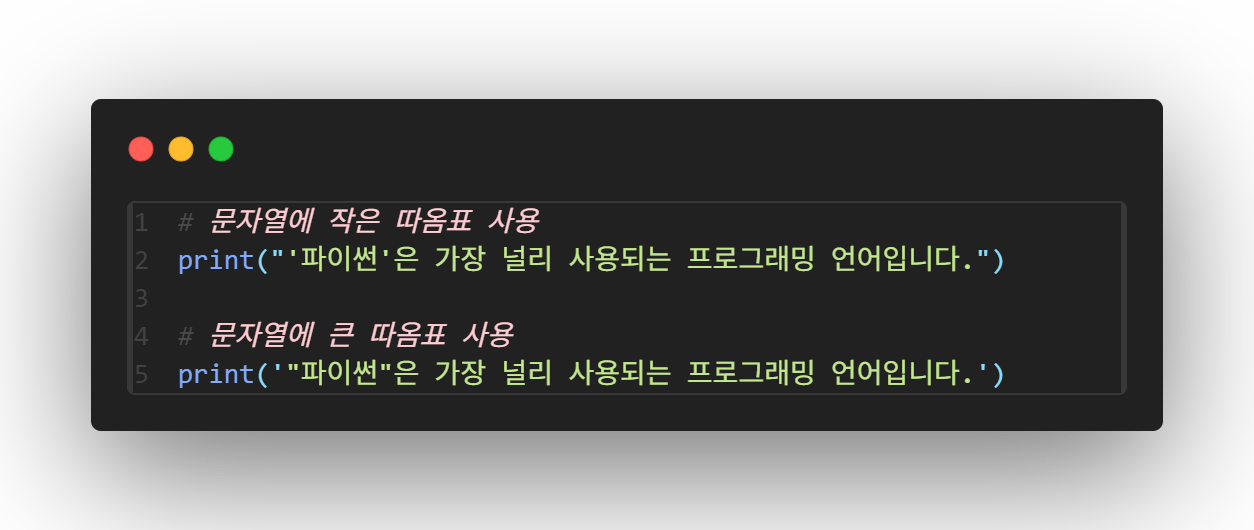 1 # 문자열에 작은 따옴표 사용
2 print("'파이썬'은 가장 널리 사용되는 프로그래밍 언어입니다.")
3
4 # 문자열에 큰 따옴표 사용
5 print('"파이썬"은 가장 널리 사용되는 프로그래밍 언어입니다.')